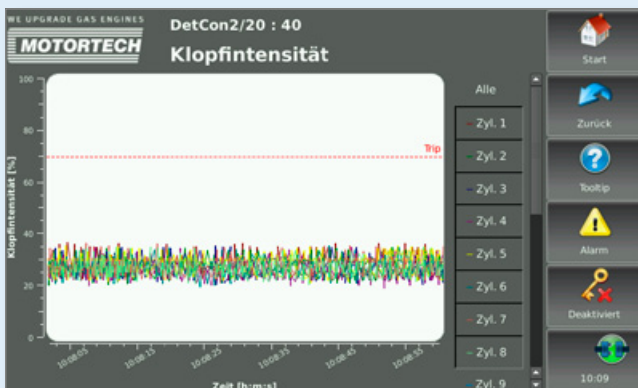 WE UPGRADE GAS ENGINES
MOTORTECH
DetCon2/20 : 40
Klopfintensität
Klopfintensität [%]
100
80
60
40
20
0
Trip
10:08:05
10:08:15
10:08:25
10:08:35
10:08:45
10:08:55
Zeit [h:m:s]
Alle
Zyl. 1
Zyl. 2
Zyl. 3
Zyl. 4
Zyl. 5
Zyl. 6
Zyl. 7
Zyl. 8
Zyl. 9
Start
Zurück
Tooltip
Alarm
Deaktiviert
10:09